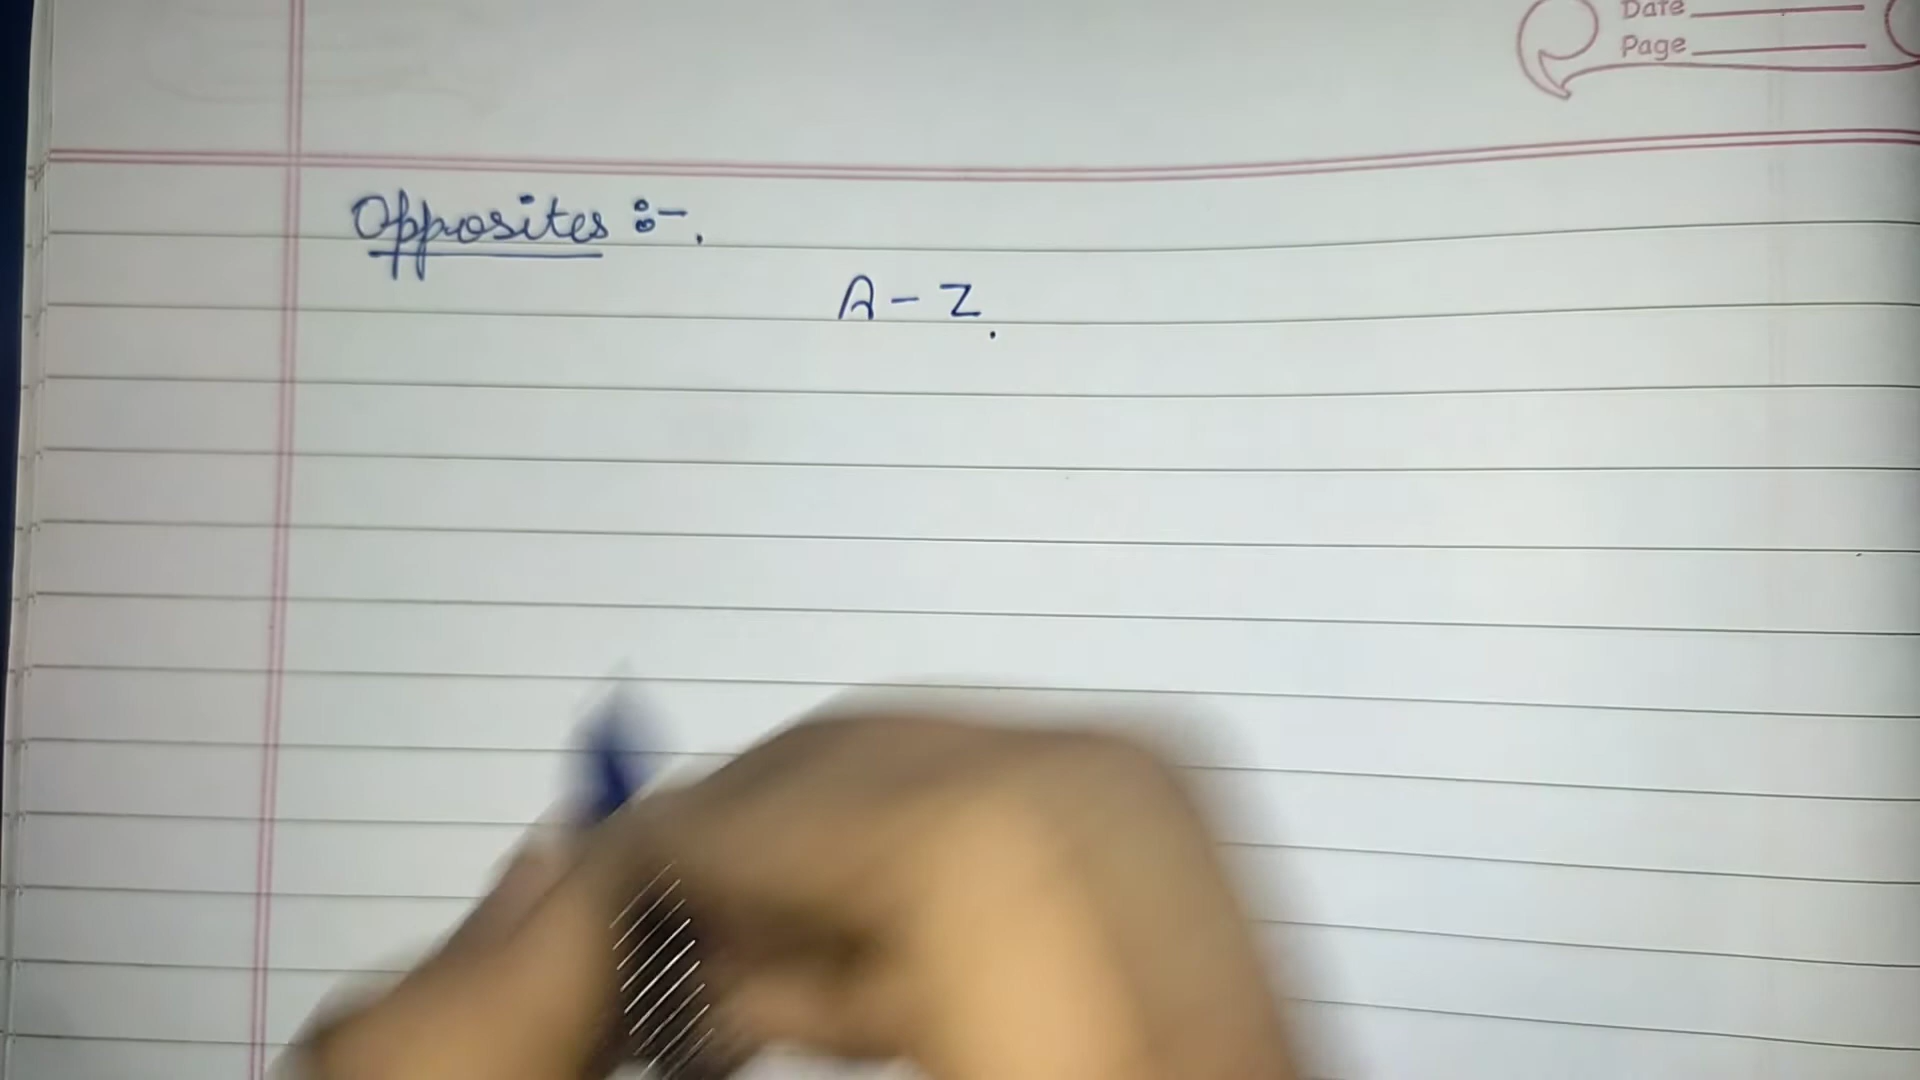 Date
Page
Opposites :-.
A - Z.